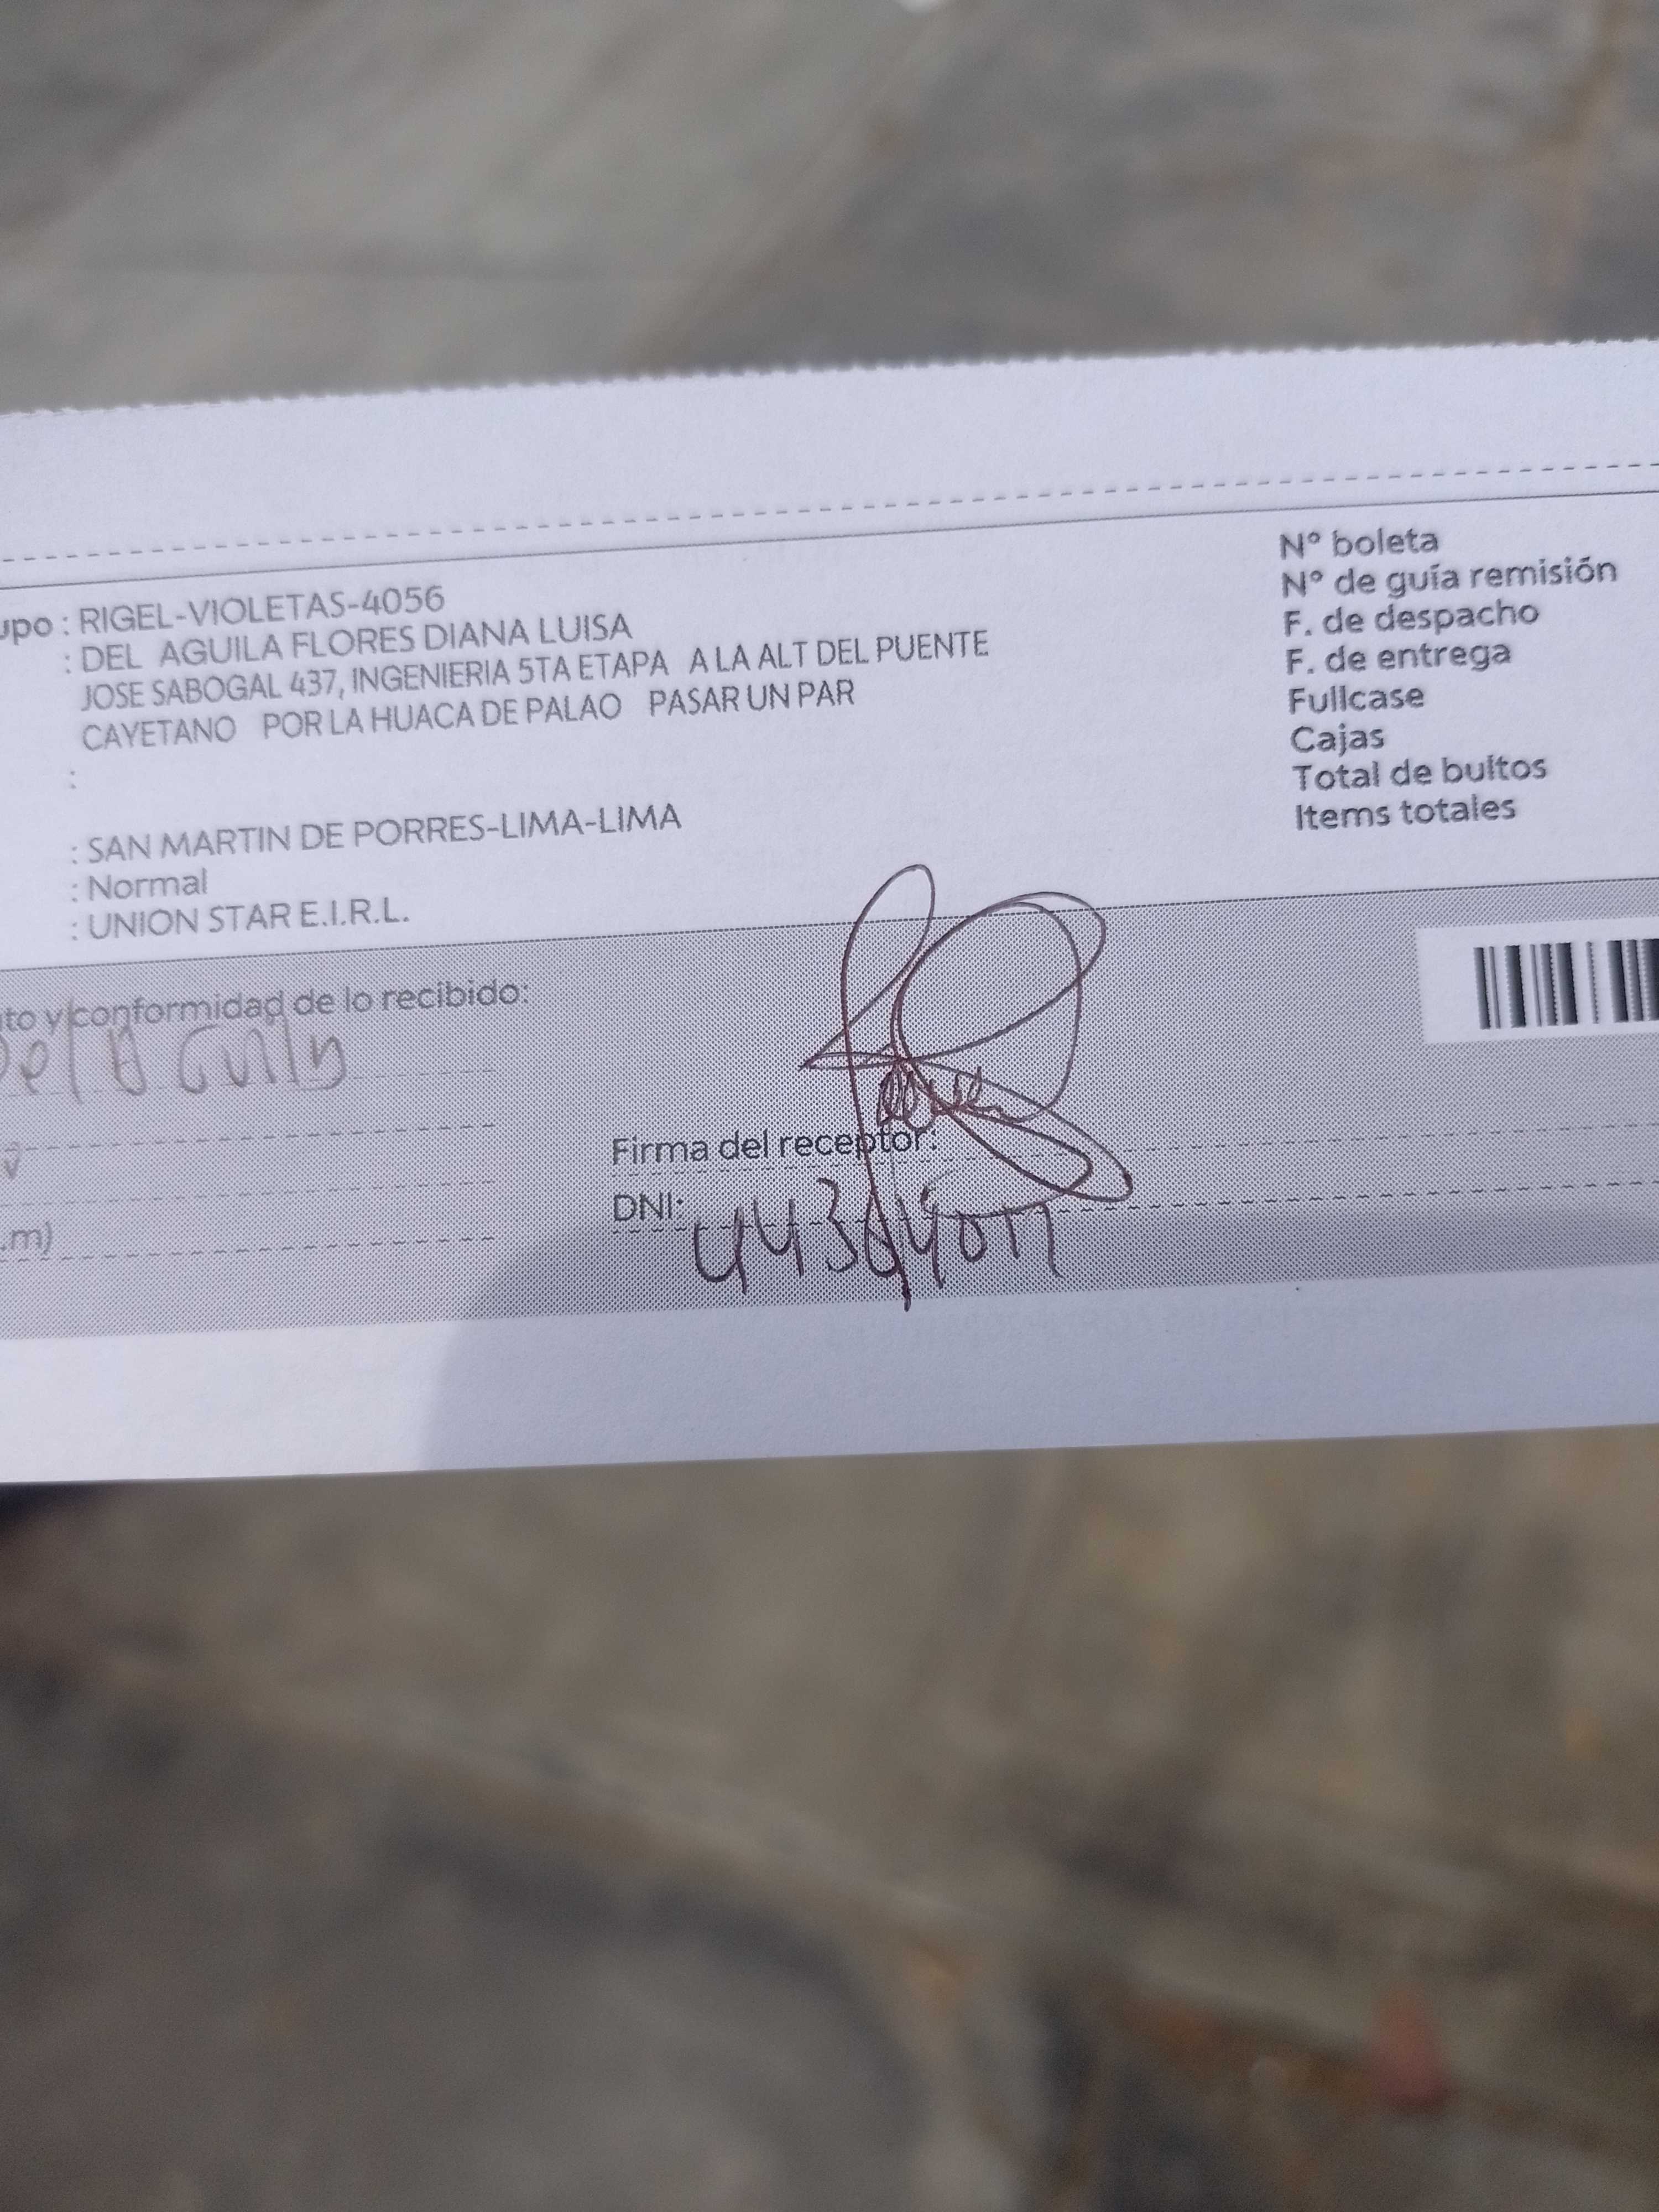 upo : RIGEL-VIOLETAS-4056
: DEL AGUILA FLORES DIANA LUISA
JOSE SABOGAL 437, INGENIERIA 5TA ETAPA A LA ALT DEL PUENTE
CAYETANO POR LA HUACA DE PALAO PASAR UN PAR
:
: SAN MARTIN DE PORRES-LIMA-LIMA
: Normal
: UNION STAR E.I.R.L.
N° boleta
N° de guía remisión
F. de despacho
F. de entrega
Fullcase
Cajas
Total de bultos
Items totales
to y conformidad de lo recibido:
Del Aguila
Firma del receptor:
DNI:
.m)